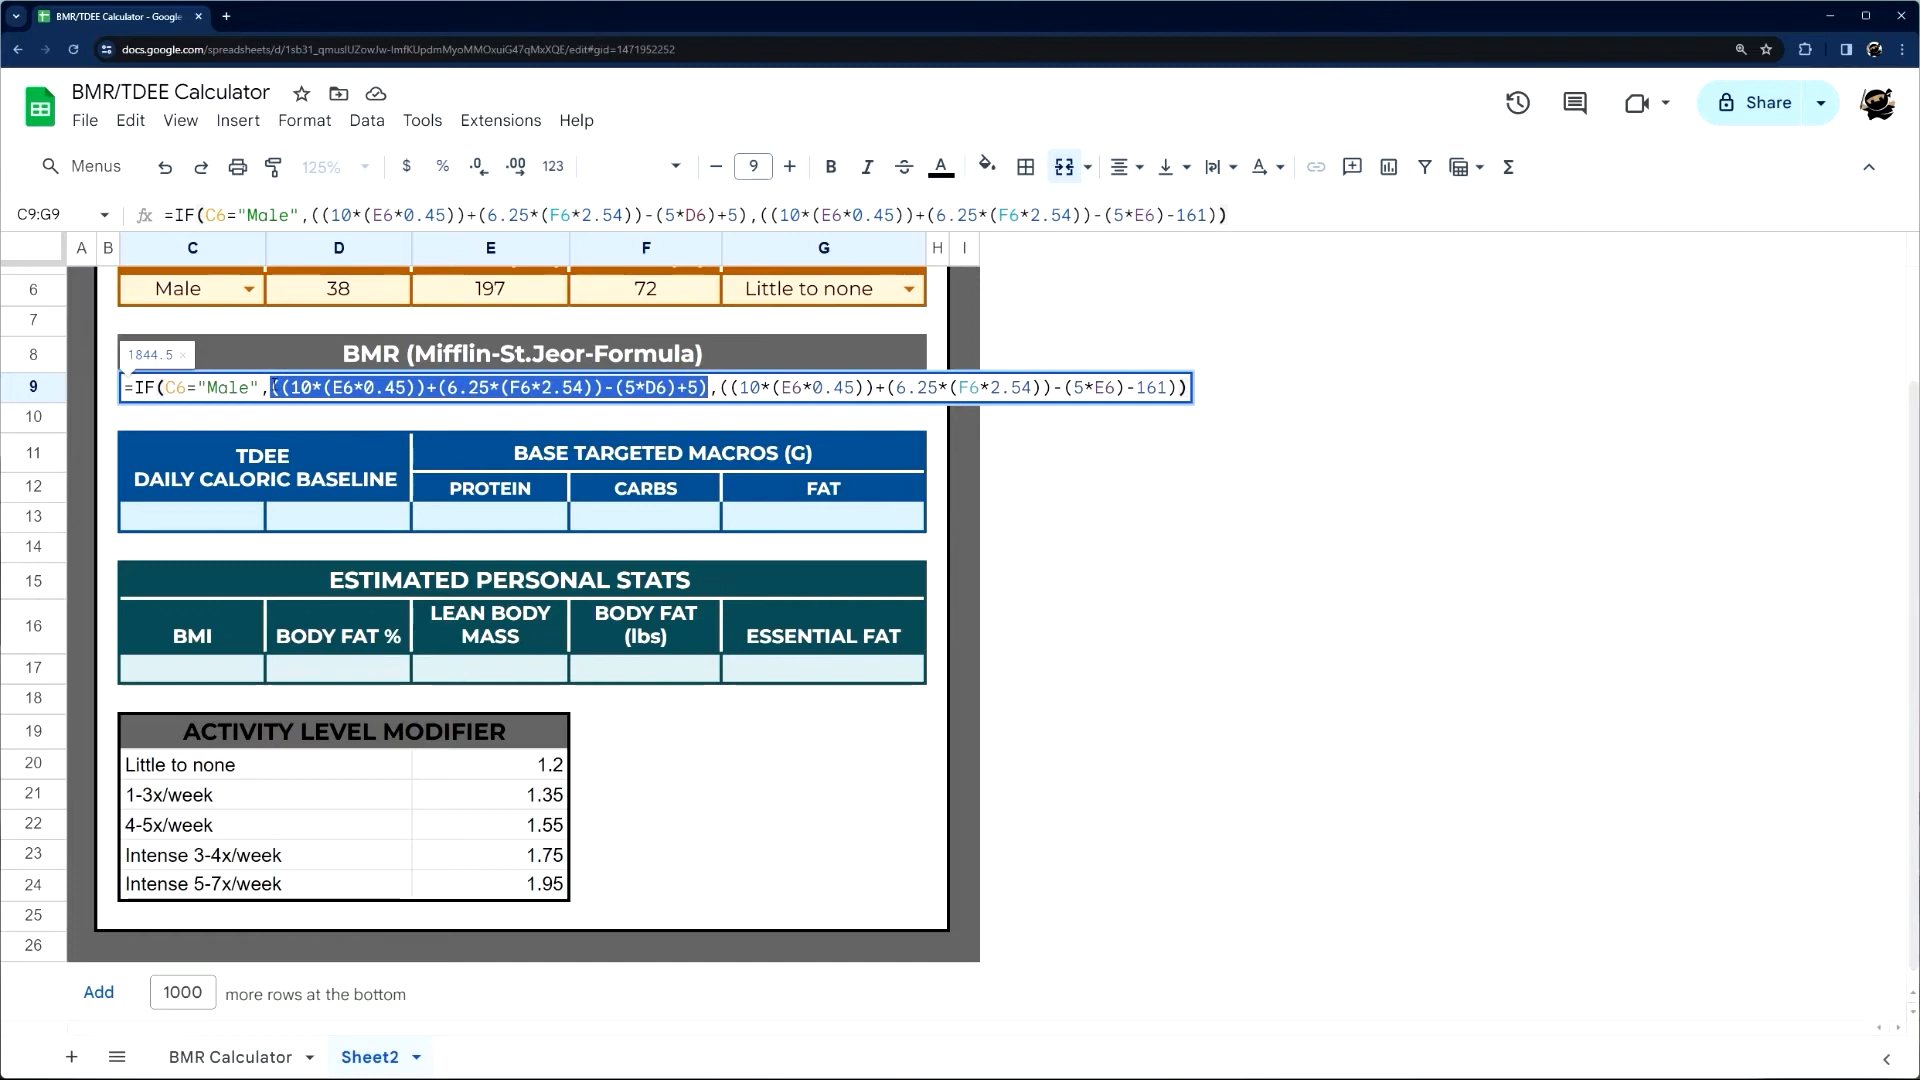 BMR/TDEE Calculator - Google
docs.google.com/spreadsheets/d/1sb31_qmuslUZowJw-ImfKUpdmMyoMMOxuiG47qMxXQE/edit#gid=1471952252
BMR/TDEE Calculator
File Edit View Insert Format Data Tools Extensions Help
Share
Menus 125% $ % .0 .00 123 9 B I A
C9:G9 fx =IF(C6="Male",((10*(E6*0.45))+(6.25*(F6*2.54))-(5*D6)+5),((10*(E6*0.45))+(6.25*(F6*2.54))-(5*E6)-161))
A B C D E F G H I
6 Male 38 197 72 Little to none
7
8 1844.5 × BMR (Mifflin-St.Jeor-Formula)
9 =IF(C6="Male",((10*(E6*0.45))+(6.25*(F6*2.54))-(5*D6)+5),((10*(E6*0.45))+(6.25*(F6*2.54))-(5*E6)-161))
10
11 TDEE BASE TARGETED MACROS (G)
DAILY CALORIC BASELINE
12 PROTEIN CARBS FAT
13
14
15 ESTIMATED PERSONAL STATS
16 BMI BODY FAT % LEAN BODY MASS BODY FAT (lbs) ESSENTIAL FAT
17
18
19 ACTIVITY LEVEL MODIFIER
20 Little to none 1.2
21 1-3x/week 1.35
22 4-5x/week 1.55
23 Intense 3-4x/week 1.75
24 Intense 5-7x/week 1.95
25
26
Add 1000 more rows at the bottom
BMR Calculator Sheet2